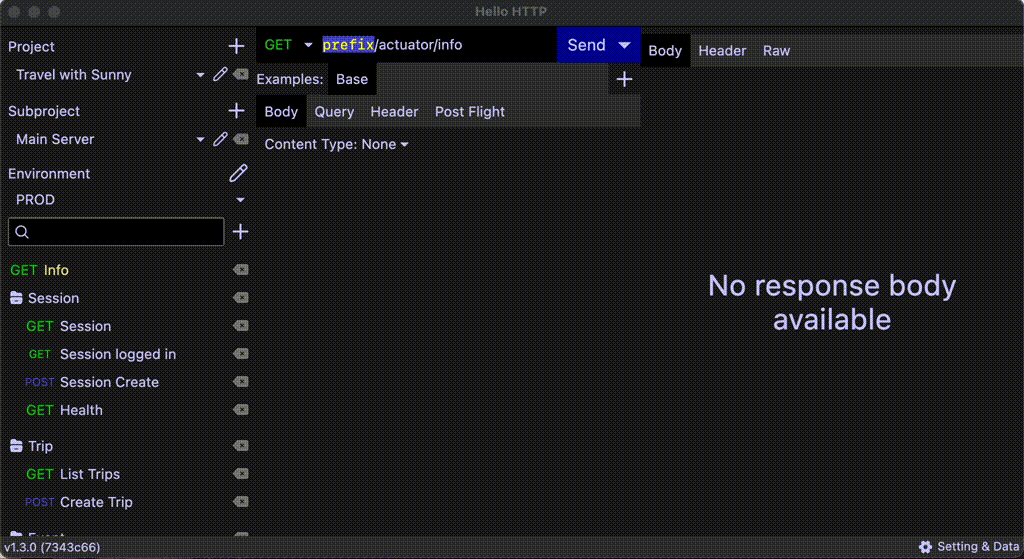 Hello HTTP
Project
Travel with Sunny
Subproject
Main Server
Environment
PROD
GET Info
Session
GET Session
GET Session logged in
POST Session Create
GET Health
Trip
GET List Trips
POST Create Trip
Event
v1.3.0 (7343c66)
GET prefix/actuator/info Send
Examples: Base
Body Query Header Post Flight
Content Type: None
Body Header Raw
No response body
available
Setting & Data